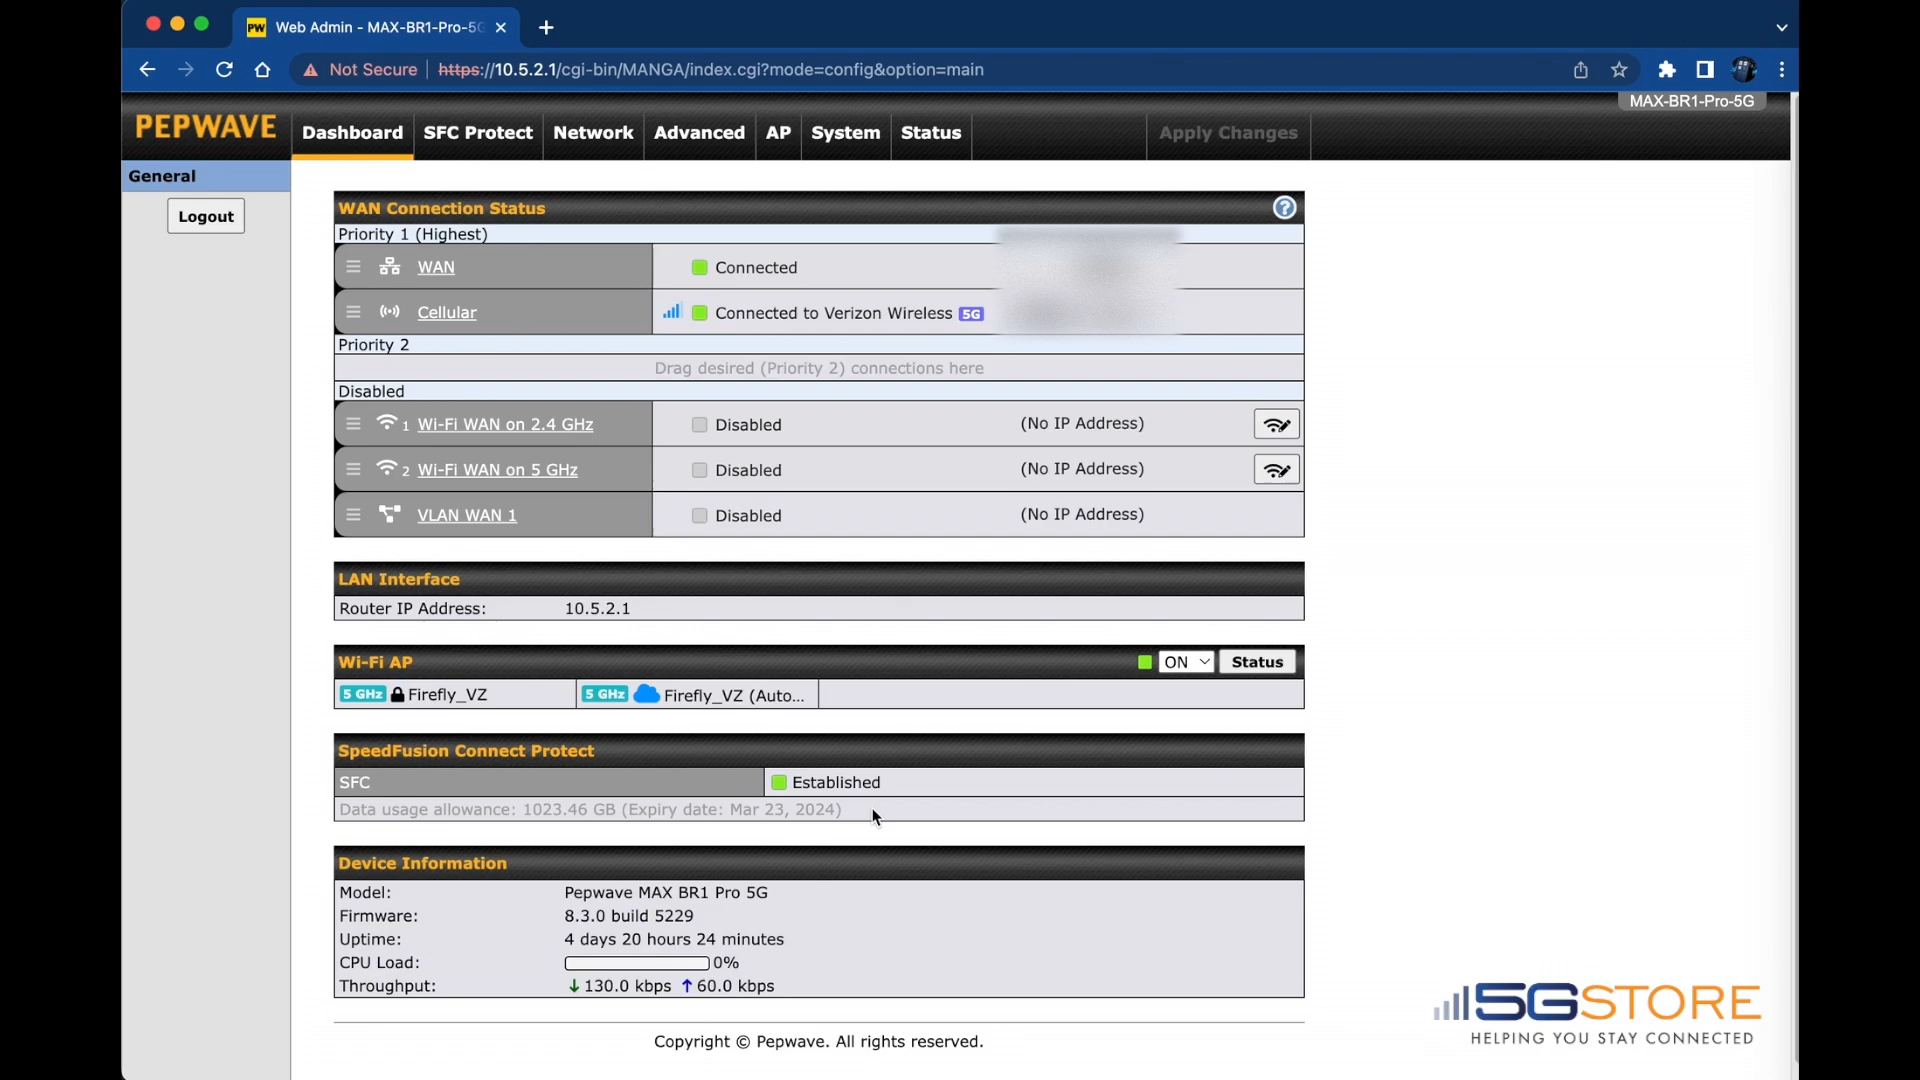 PW Web Admin - MAX-BR1-Pro-5G
Not Secure https://10.5.2.1/cgi-bin/MANGA/index.cgi?mode=config&option=main
MAX-BR1-Pro-5G
PEPWAVE Dashboard SFC Protect Network Advanced AP System Status Apply Changes
General
Logout
WAN Connection Status ?
Priority 1 (Highest)
WAN Connected
Cellular Connected to Verizon Wireless 5G
Priority 2
Drag desired (Priority 2) connections here
Disabled
1 Wi-Fi WAN on 2.4 GHz Disabled (No IP Address)
2 Wi-Fi WAN on 5 GHz Disabled (No IP Address)
VLAN WAN 1 Disabled (No IP Address)
LAN Interface
Router IP Address: 10.5.2.1
Wi-Fi AP ON Status
5 GHz Firefly_VZ 5 GHz Firefly_VZ (Auto...
SpeedFusion Connect Protect
SFC Established
Data usage allowance: 1023.46 GB (Expiry date: Mar 23, 2024)
Device Information
Model: Pepwave MAX BR1 Pro 5G
Firmware: 8.3.0 build 5229
Uptime: 4 days 20 hours 24 minutes
CPU Load: 0%
Throughput: ↓ 130.0 kbps ↑ 60.0 kbps
Copyright © Pepwave. All rights reserved.
5GSTORE
HELPING YOU STAY CONNECTED